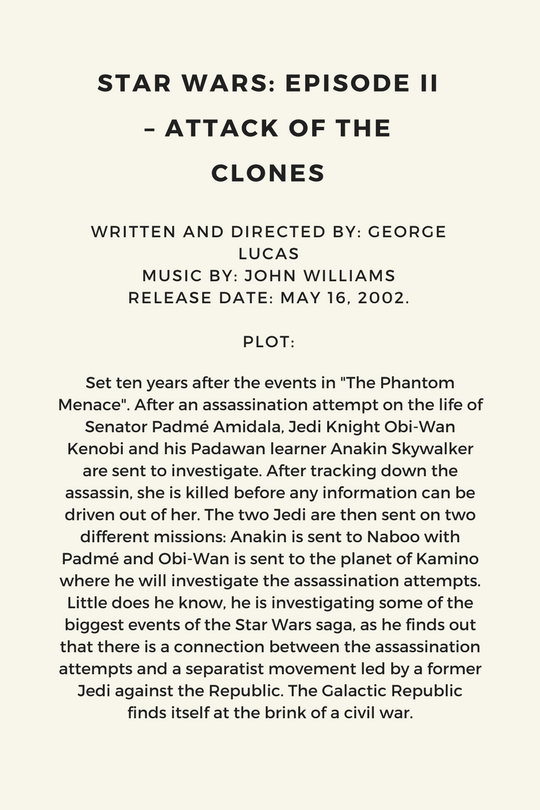 STAR WARS: EPISODE II
– ATTACK OF THE
CLONES
WRITTEN AND DIRECTED BY: GEORGE
LUCAS
MUSIC BY: JOHN WILLIAMS
RELEASE DATE: MAY 16, 2002.
PLOT:
Set ten years after the events in "The Phantom
Menace". After an assassination attempt on the life of
Senator Padmé Amidala, Jedi Knight Obi-Wan
Kenobi and his Padawan learner Anakin Skywalker
are sent to investigate. After tracking down the
assassin, she is killed before any information can be
driven out of her. The two Jedi are then sent on two
different missions: Anakin is sent to Naboo with
Padmé and Obi-Wan is sent to the planet of Kamino
where he will investigate the assassination attempts.
Little does he know, he is investigating some of the
biggest events of the Star Wars saga, as he finds out
that there is a connection between the assassination
attempts and a separatist movement led by a former
Jedi against the Republic. The Galactic Republic
finds itself at the brink of a civil war.